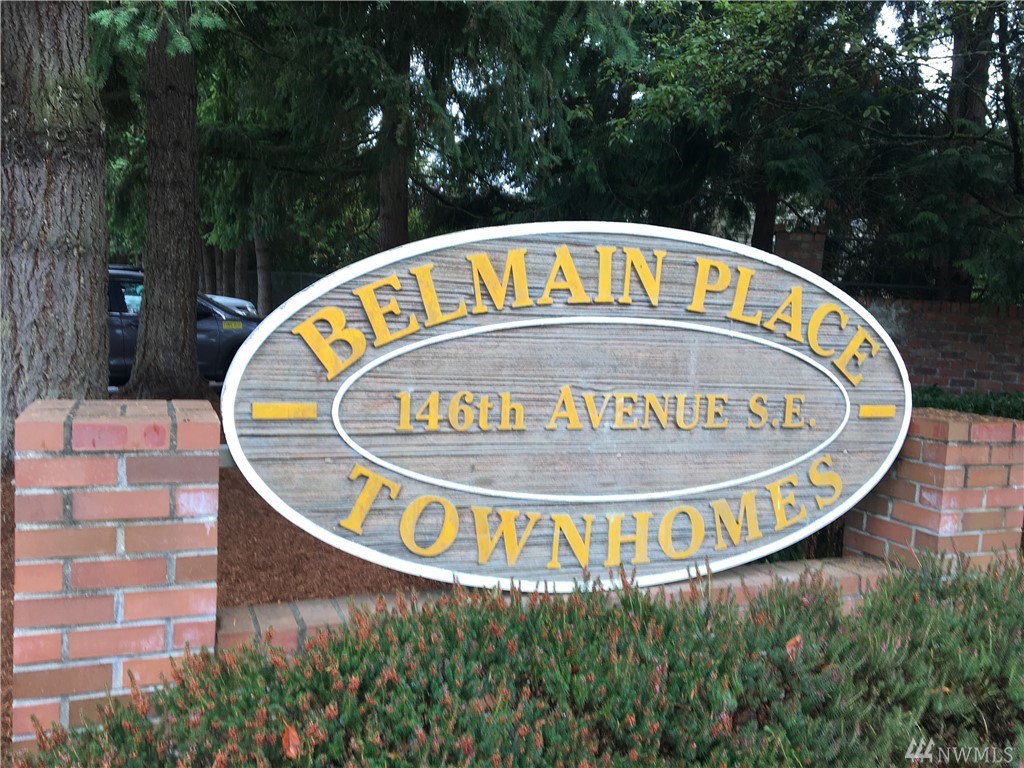 BELMAIN PLACE
146th AVENUE S.E.
TOWNHOMES
NWMLS